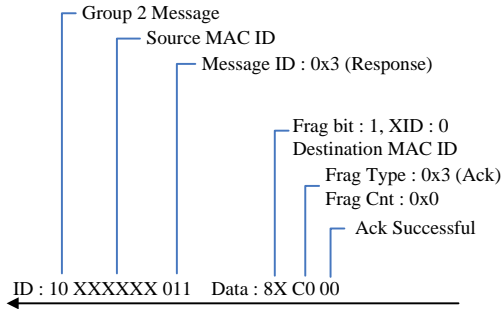 Group 2 Message
Source MAC ID
Message ID : 0x3 (Response)
Frag bit : 1, XID : 0
Destination MAC ID
Frag Type : 0x3 (Ack)
Frag Cnt : 0x0
Ack Successful
ID : 10 XXXXXX 011 Data : 8X C0 00